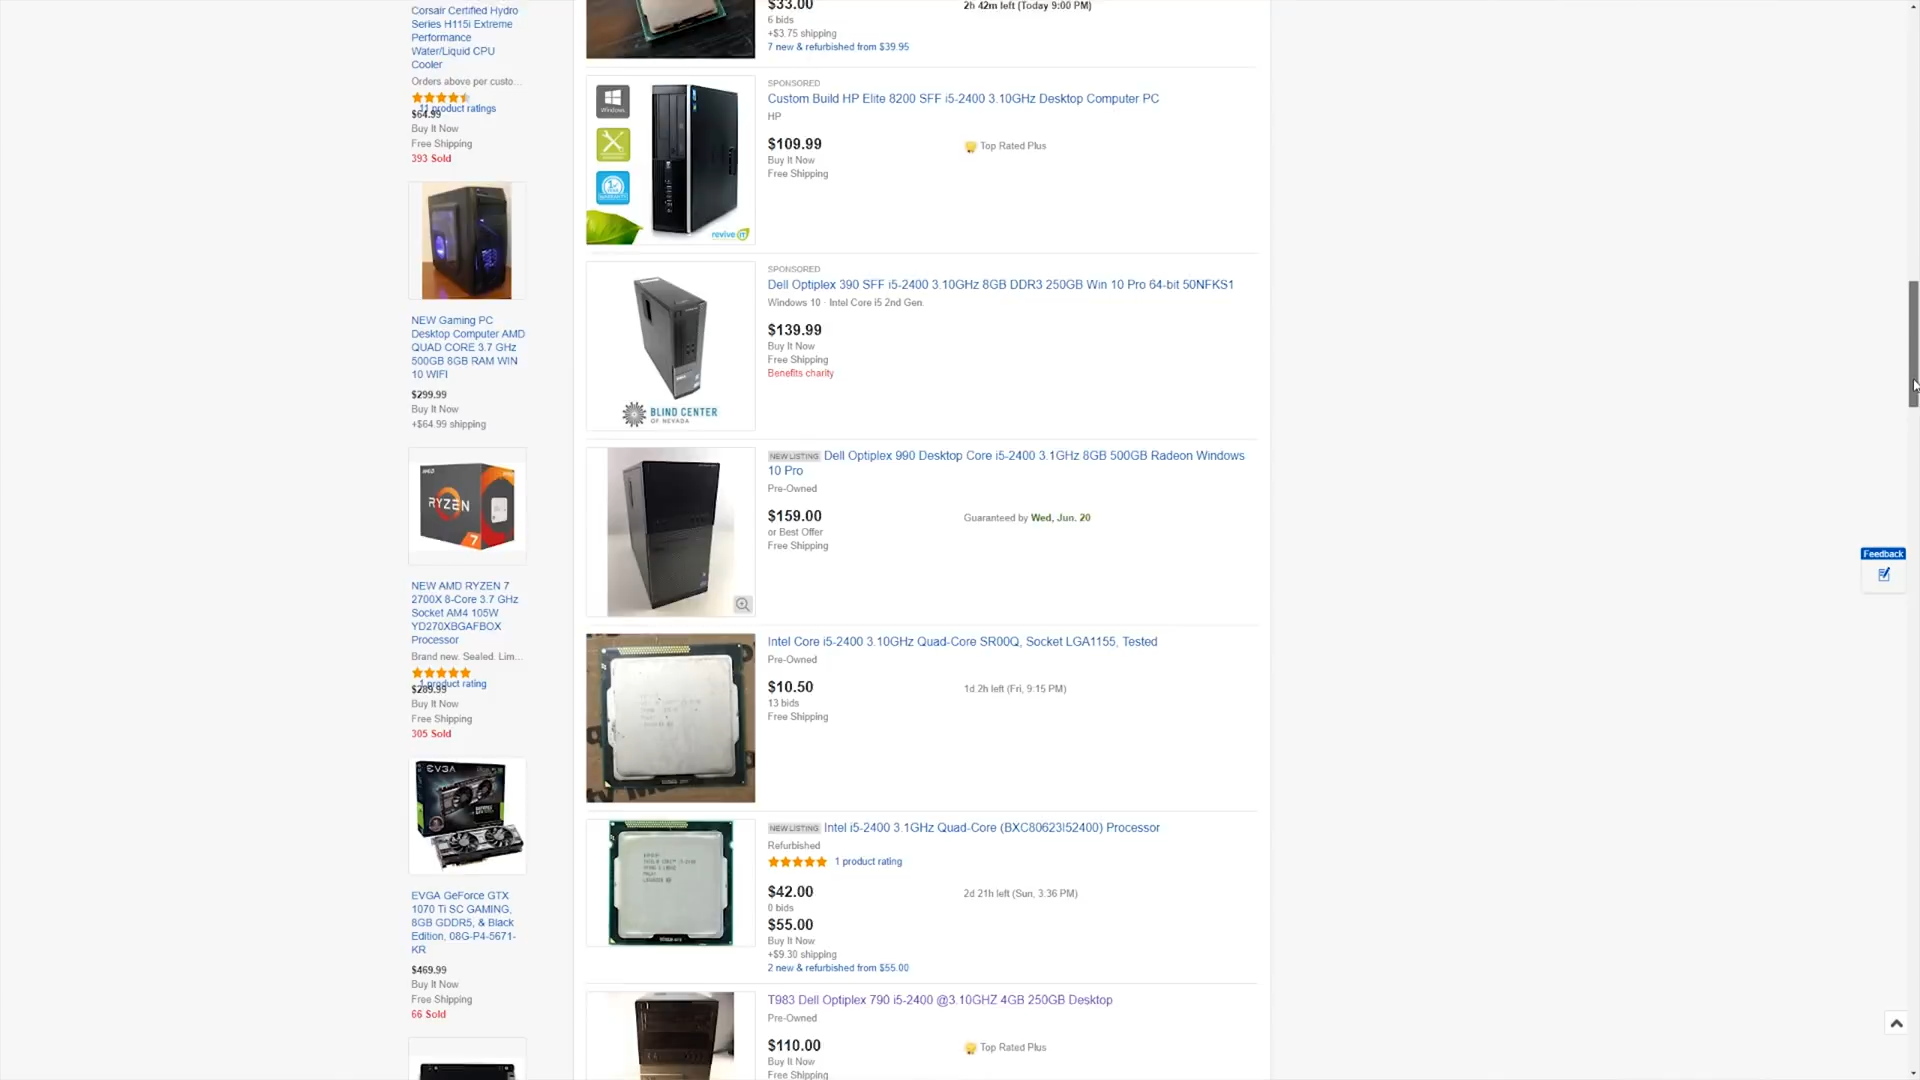 Corsair Certified Hydro
Series H115i Extreme
Performance
Water/Liquid CPU
Cooler
Orders above per custo...
11 product ratings
$64.99
Buy It Now
Free Shipping
393 Sold
NEW Gaming PC
Desktop Computer AMD
QUAD CORE 3.7 GHz
500GB 8GB RAM WIN
10 WIFI
$299.99
Buy It Now
+$64.99 shipping
AMD
RYZEN
7
NEW AMD RYZEN 7
2700X 8-Core 3.7 GHz
Socket AM4 105W
YD270XBGAFBOX
Processor
Brand new. Sealed. Lim...
1 product rating
$289.99
Buy It Now
Free Shipping
305 Sold
EVGA
EVGA GeForce GTX
1070 Ti SC GAMING,
8GB GDDR5, & Black
Edition, 08G-P4-5671-
KR
$469.99
Buy It Now
Free Shipping
66 Sold
$33.00
2h 42m left (Today 9:00 PM)
6 bids
+$3.75 shipping
7 new & refurbished from $39.95
Windows
revive IT
SPONSORED
Custom Build HP Elite 8200 SFF i5-2400 3.10GHz Desktop Computer PC
HP
$109.99
Top Rated Plus
Buy It Now
Free Shipping
BLIND CENTER
OF NEVADA
SPONSORED
Dell Optiplex 390 SFF i5-2400 3.10GHz 8GB DDR3 250GB Win 10 Pro 64-bit 50NFKS1
Windows 10 · Intel Core i5 2nd Gen.
$139.99
Buy It Now
Free Shipping
Benefits charity
NEW LISTING Dell Optiplex 990 Desktop Core i5-2400 3.1GHz 8GB 500GB Radeon Windows
10 Pro
Pre-Owned
$159.00
Guaranteed by Wed, Jun. 20
or Best Offer
Free Shipping
Intel Core i5-2400 3.10GHz Quad-Core SR00Q, Socket LGA1155, Tested
Pre-Owned
$10.50
1d 2h left (Fri, 9:15 PM)
13 bids
Free Shipping
NEW LISTING Intel i5-2400 3.1GHz Quad-Core (BXC80623I52400) Processor
Refurbished
1 product rating
$42.00
2d 21h left (Sun, 3:36 PM)
0 bids
$55.00
Buy It Now
+$9.30 shipping
2 new & refurbished from $55.00
T983 Dell Optiplex 790 i5-2400 @3.10GHZ 4GB 250GB Desktop
Pre-Owned
$110.00
Top Rated Plus
Buy It Now
Free Shipping
Feedback